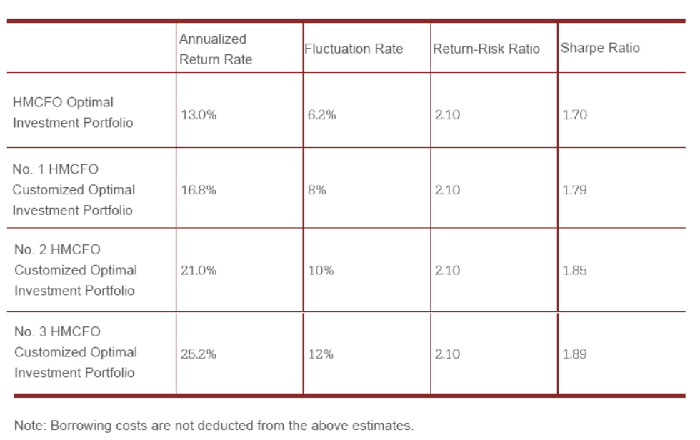 Annualized
Return Rate
Fluctuation Rate
Return-Risk Ratio
Sharpe Ratio
HMCFO Optimal
Investment Portfolio
13.0%
6.2%
2.10
1.70
No. 1 HMCFO
Customized Optimal
Investment Portfolio
16.8%
8%
2.10
1.79
No. 2 HMCFO
Customized Optimal
Investment Portfolio
21.0%
10%
2.10
1.85
No. 3 HMCFO
Customized Optimal
Investment Portfolio
25.2%
12%
2.10
1.89
Note: Borrowing costs are not deducted from the above estimates.